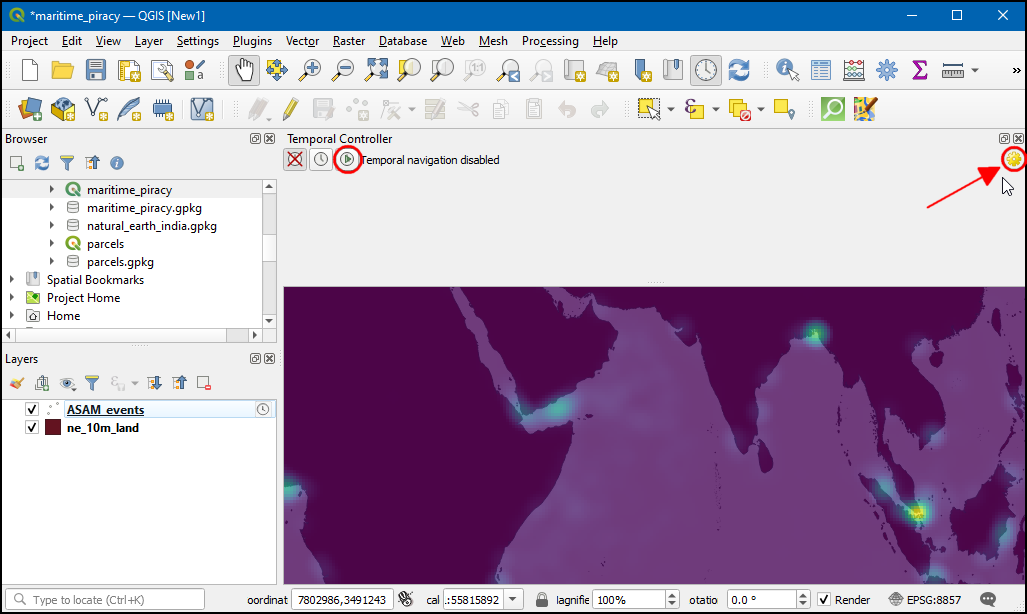 *maritime_piracy — QGIS [New1]
Project Edit View Layer Settings Plugins Vector Raster Database Web Mesh Processing Help
1:1
a
»
Browser
Temporal Controller
Temporal navigation disabled
maritime_piracy
maritime_piracy.gpkg
natural_earth_india.gpkg
parcels
parcels.gpkg
Spatial Bookmarks
Project Home
Home
Layers
ASAM_events
ne_10m_land
Type to locate (Ctrl+K) oordinat 7802986,3491243 cal .:55815892 lagnifie 100% otatio 0.0 ° Render EPSG:8857